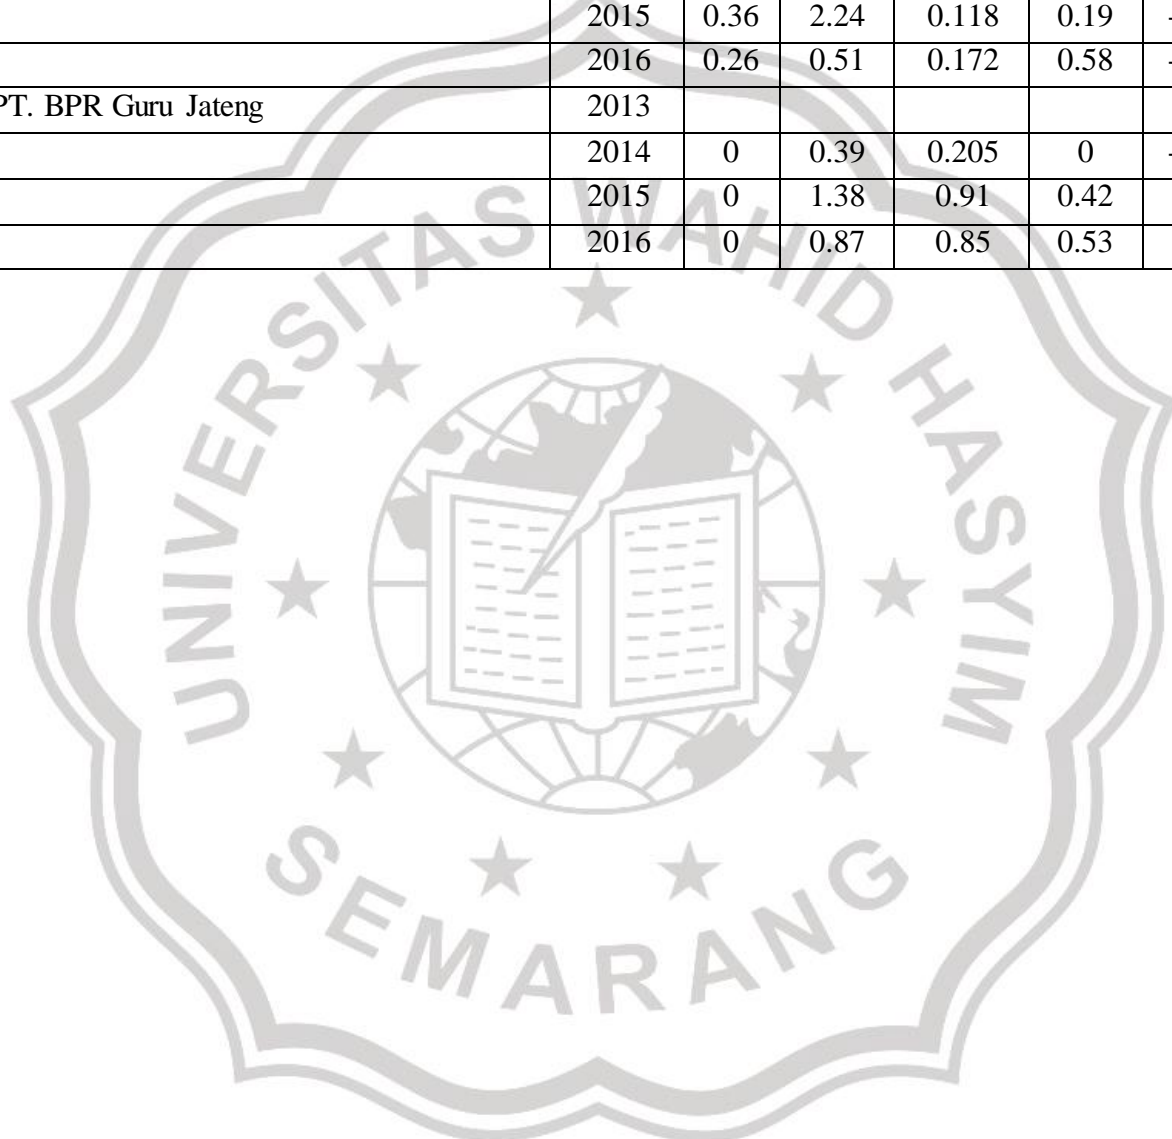 2015 0.36 2.24 0.118 0.19 -
2016 0.26 0.51 0.172 0.58 -
PT. BPR Guru Jateng 2013
2014 0 0.39 0.205 0 -
2015 0 1.38 0.91 0.42
2016 0 0.87 0.85 0.53
UNIVERSITAS WAHID HASYIM
SEMARANG